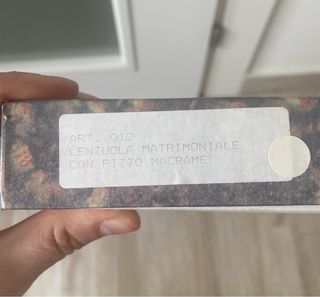 ART. 012
LENZUOLA MATRIMONIALE
CON PIZZO MACRAME'